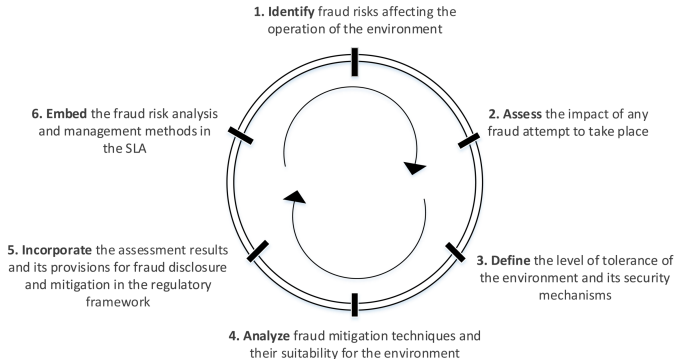 1. Identify fraud risks affecting the
operation of the environment
2. Assess the impact of any
fraud attempt to take place
3. Define the level of tolerance of
the environment and its security
mechanisms
4. Analyze fraud mitigation techniques and
their suitability for the environment
5. Incorporate the assessment results
and its provisions for fraud disclosure
and mitigation in the regulatory
framework
6. Embed the fraud risk analysis
and management methods in
the SLA